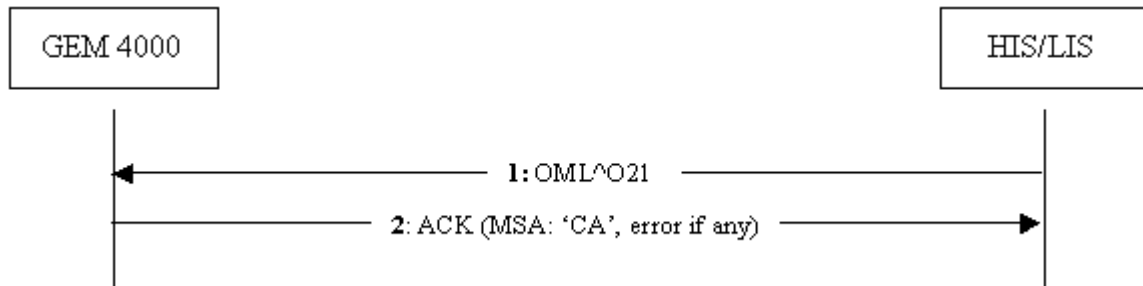 GEM 4000
HIS/LIS
1: OML^O21
2: ACK (MSA: ‘CA’, error if any)